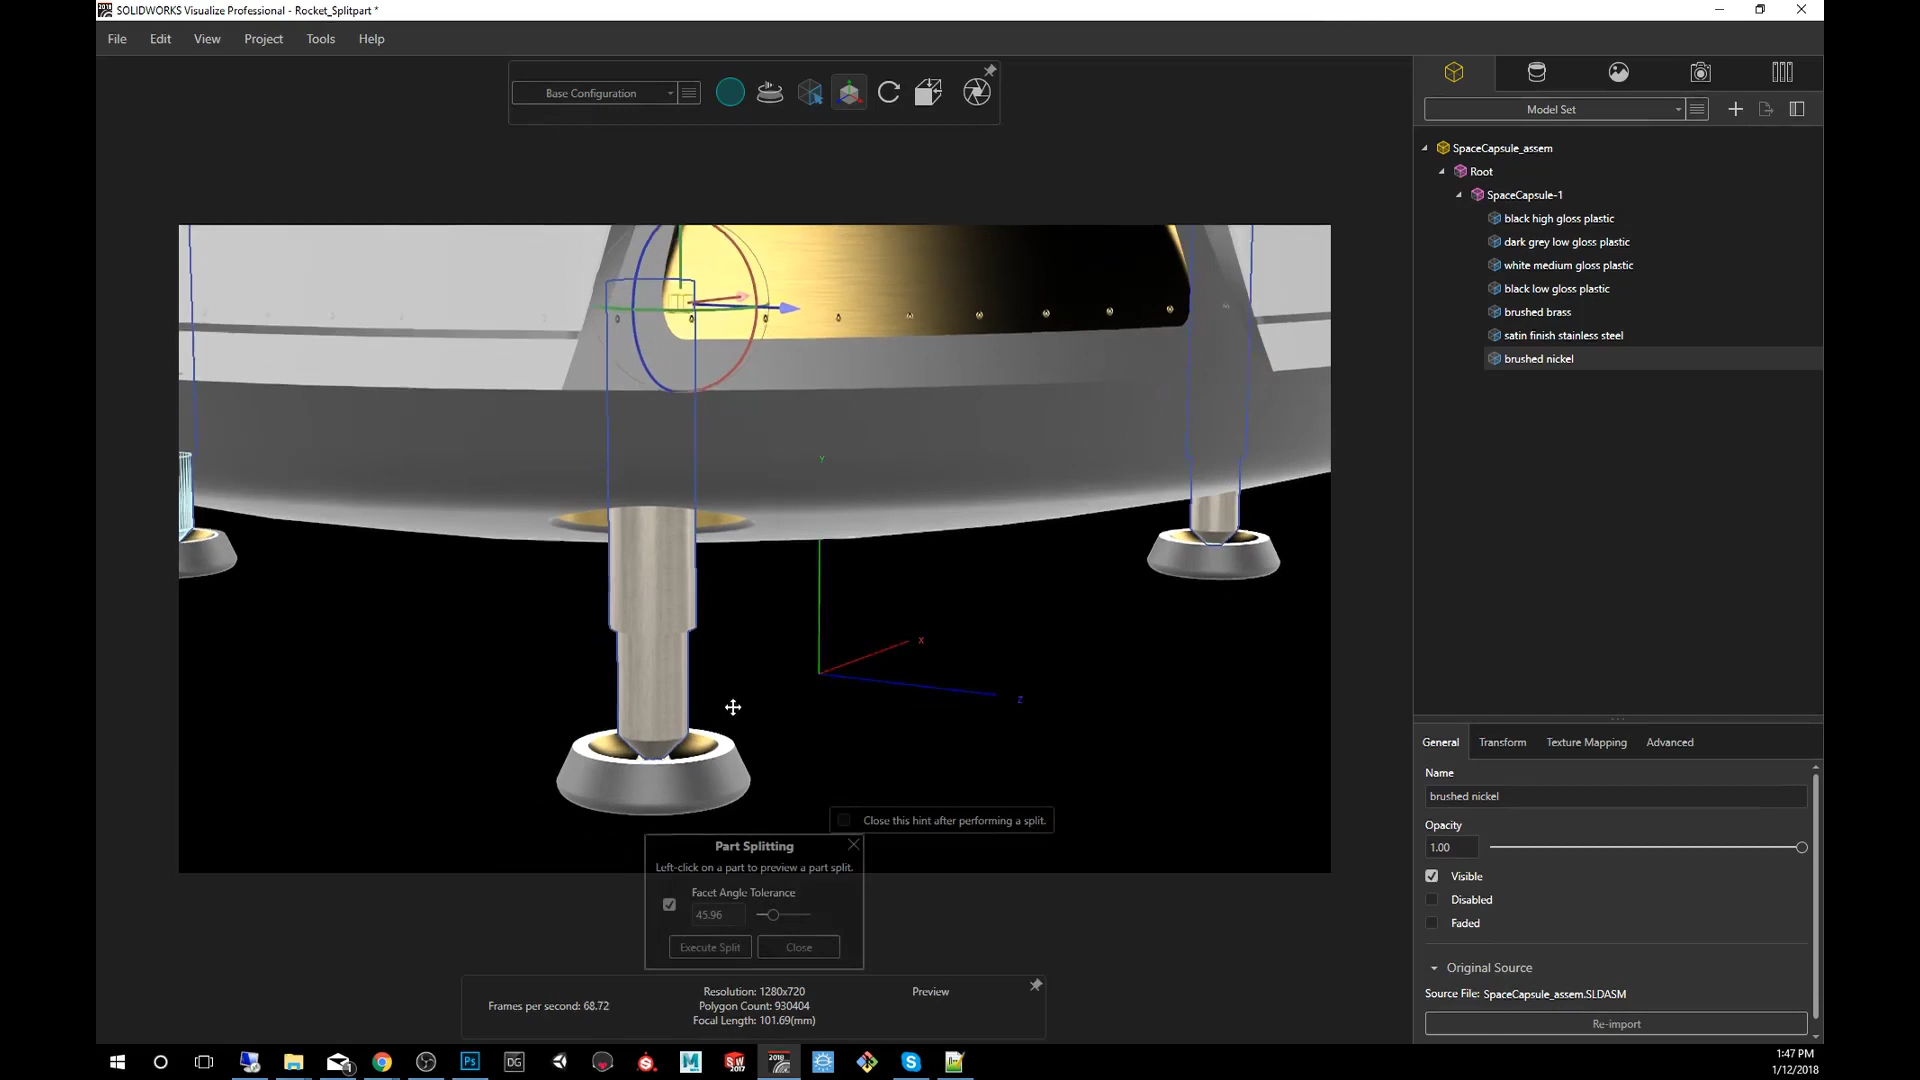 SOLIDWORKS Visualize Professional - Rocket_Splitpart *
File Edit View Project Tools Help
Base Configuration
Model Set
SpaceCapsule_assem
Root
SpaceCapsule-1
black high gloss plastic
dark grey low gloss plastic
white medium gloss plastic
black low gloss plastic
brushed brass
satin finish stainless steel
brushed nickel
Y
X
Z
Close this hint after performing a split.
Part Splitting
Left-click on a part to preview a part split.
Facet Angle Tolerance
45.96
Execute Split Close
Frames per second: 68.72
Resolution: 1280x720
Polygon Count: 930404
Focal Length: 101.69(mm)
Preview
General Transform Texture Mapping Advanced
Name
brushed nickel
Opacity
1.00
Visible
Disabled
Faded
Original Source
Source File: SpaceCapsule_assem.SLDASM
Re-import
1:47 PM
1/12/2018